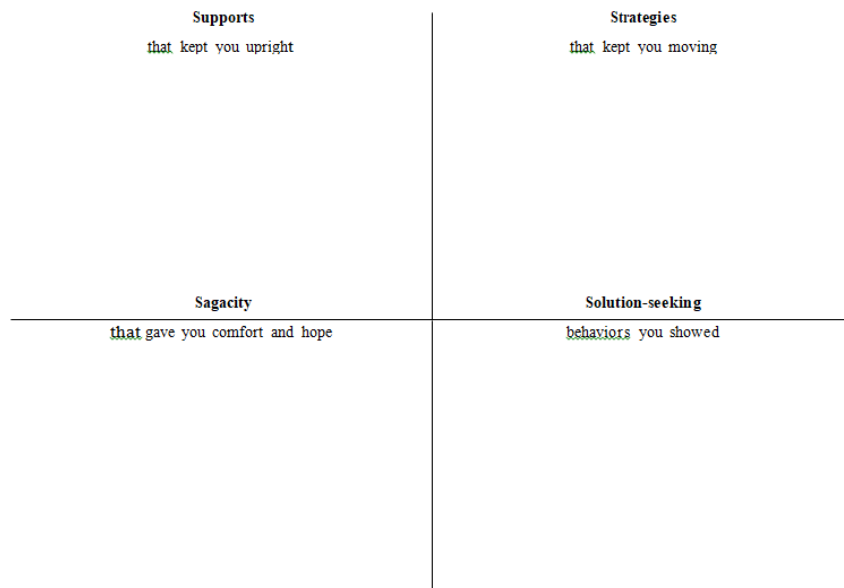 Supports
that kept you upright
Strategies
that kept you moving
Sagacity
that gave you comfort and hope
Solution-seeking
behaviors you showed